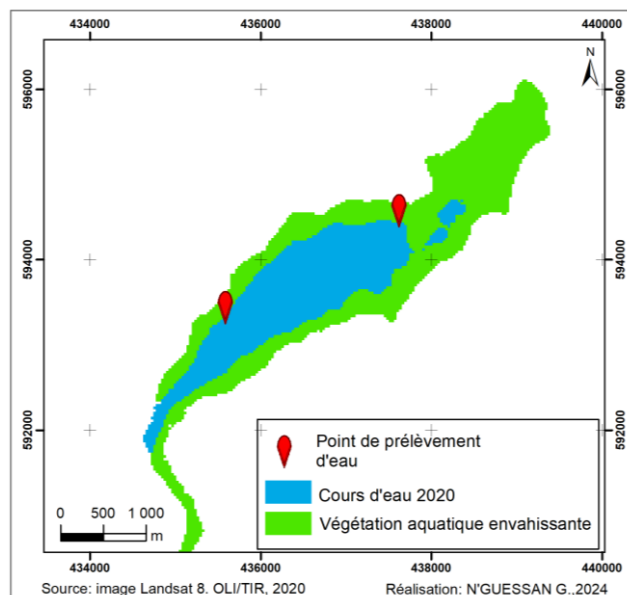 434000 436000 438000 440000
N
596000 596000
594000 594000
592000 592000
Point de prélèvement
d'eau
Cours d'eau 2020
Végétation aquatique envahissante
0 500 1 000
m
434000 436000 438000 440000
Source: image Landsat 8. OLI/TIR, 2020 Réalisation: N'GUESSAN G.,2024